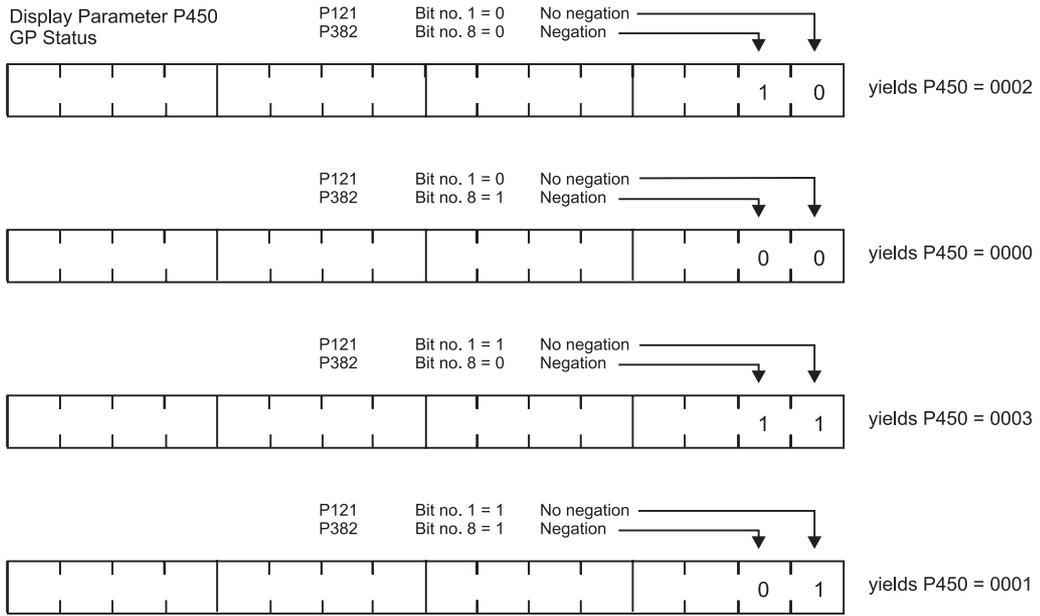 Display Parameter P450
GP Status
P121 Bit no. 1 = 0 No negation
P382 Bit no. 8 = 0 Negation
1 0 yields P450 = 0002
P121 Bit no. 1 = 0 No negation
P382 Bit no. 8 = 1 Negation
0 0 yields P450 = 0000
P121 Bit no. 1 = 1 No negation
P382 Bit no. 8 = 0 Negation
1 1 yields P450 = 0003
P121 Bit no. 1 = 1 No negation
P382 Bit no. 8 = 1 Negation
0 1 yields P450 = 0001